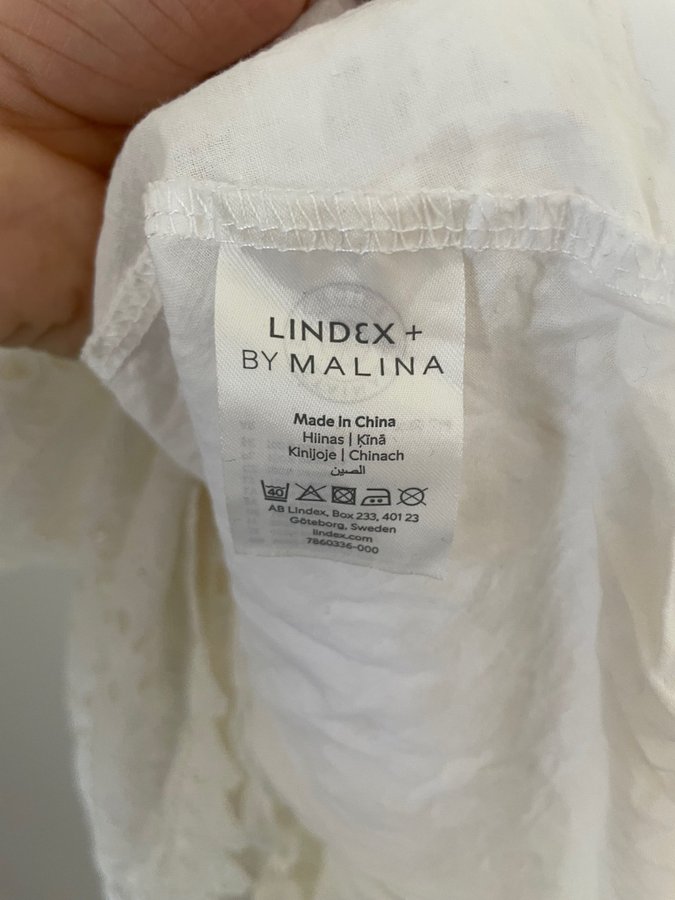 LINDEX +
BY MALINA
Made in China
Hiinas | Ķīnā
Kinijoje | Chinach
الصين
40
AB Lindex, Box 233, 401 23
Göteborg, Sweden
lindex.com
7860336-000